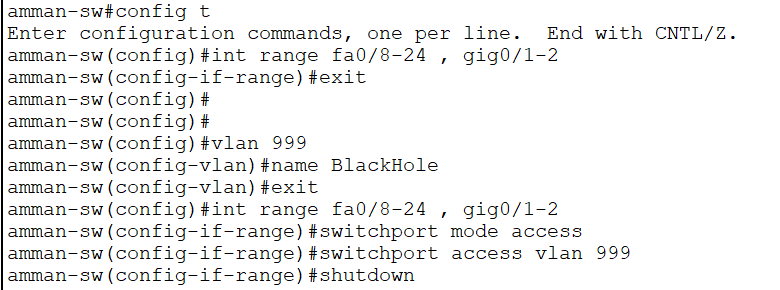 amman-sw#config t
Enter configuration commands, one per line.  End with CNTL/Z.
amman-sw(config)#int range fa0/8-24 , gig0/1-2
amman-sw(config-if-range)#exit
amman-sw(config)#
amman-sw(config)#
amman-sw(config)#vlan 999
amman-sw(config-vlan)#name BlackHole
amman-sw(config-vlan)#exit
amman-sw(config)#int range fa0/8-24 , gig0/1-2
amman-sw(config-if-range)#switchport mode access
amman-sw(config-if-range)#switchport access vlan 999
amman-sw(config-if-range)#shutdown